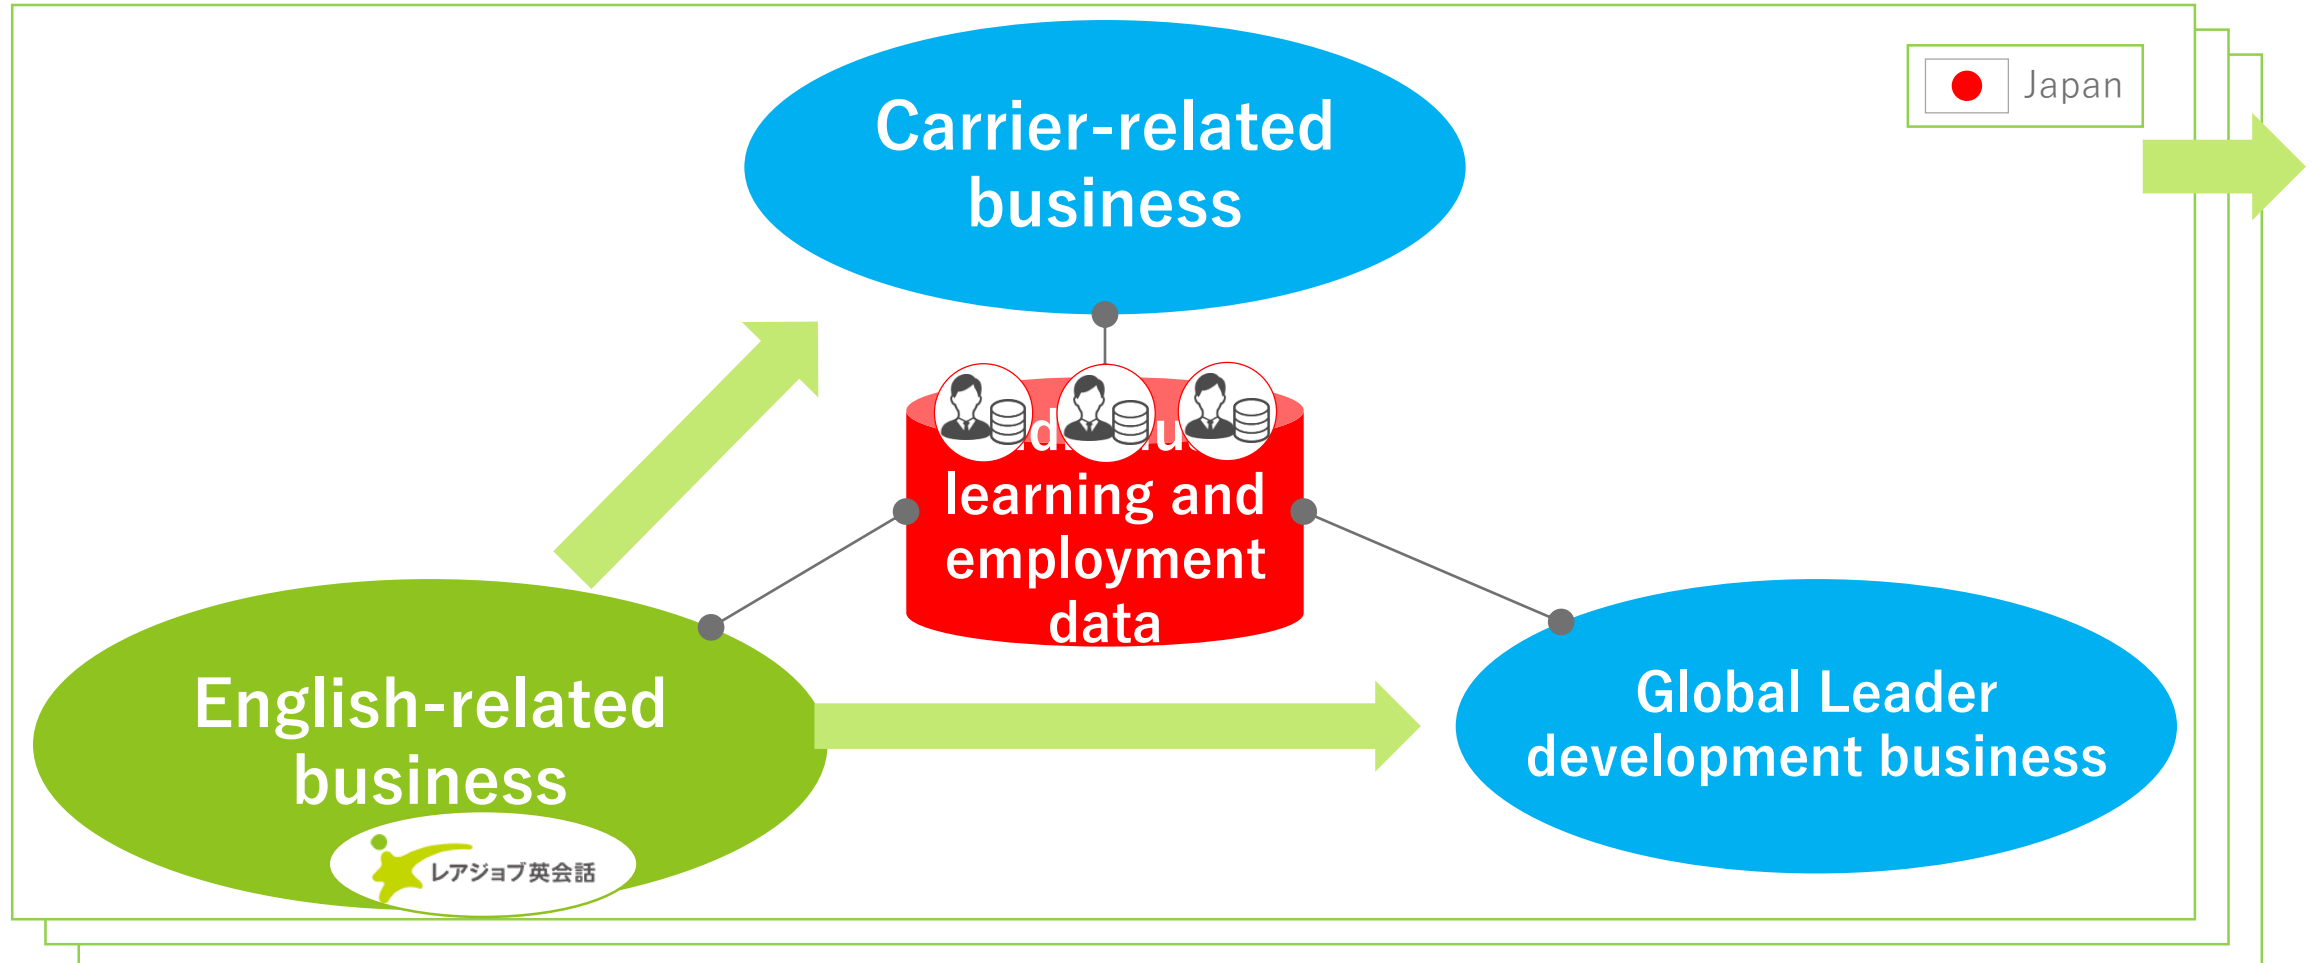 Carrier-related
business
Japan
learning and
employment
data
English-related
business
レアジョブ英会話
Global Leader
development business